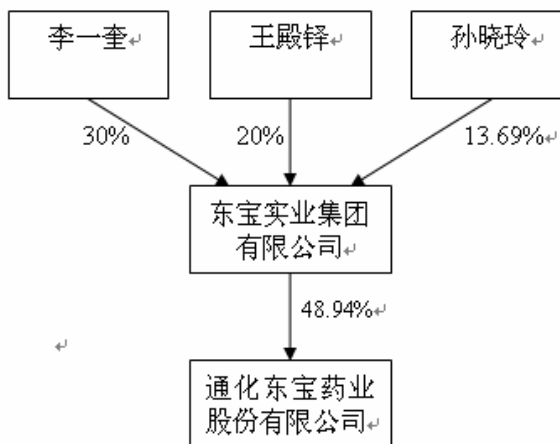 李一奎
王殿铎
孙晓玲
30%
20%
13.69%
东宝实业集团
有限公司
48.94%
通化东宝药业
股份有限公司